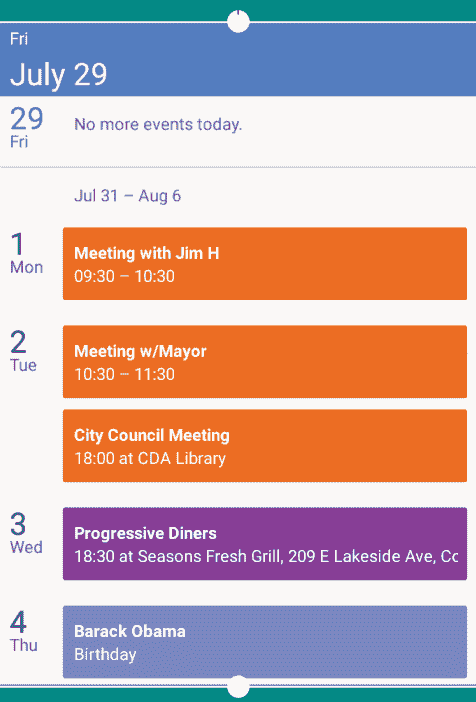 Fri
July 29
29
Fri
No more events today.
Jul 31 – Aug 6
1
Mon
Meeting with Jim H
09:30 – 10:30
2
Tue
Meeting w/Mayor
10:30 – 11:30
City Council Meeting
18:00 at CDA Library
3
Wed
Progressive Diners
18:30 at Seasons Fresh Grill, 209 E Lakeside Ave,
4
Thu
Barack Obama
Birthday